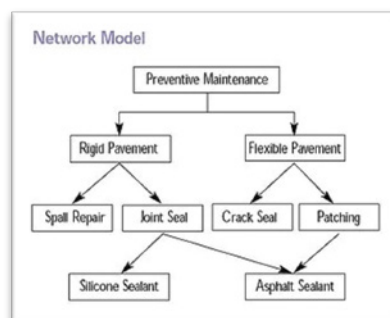 Network Model
Preventive Maintenance
Rigid Pavement
Flexible Pavement
Spall Repair
Joint Seal
Crack Seal
Patching
Silicone Sealant
Asphalt Sealant